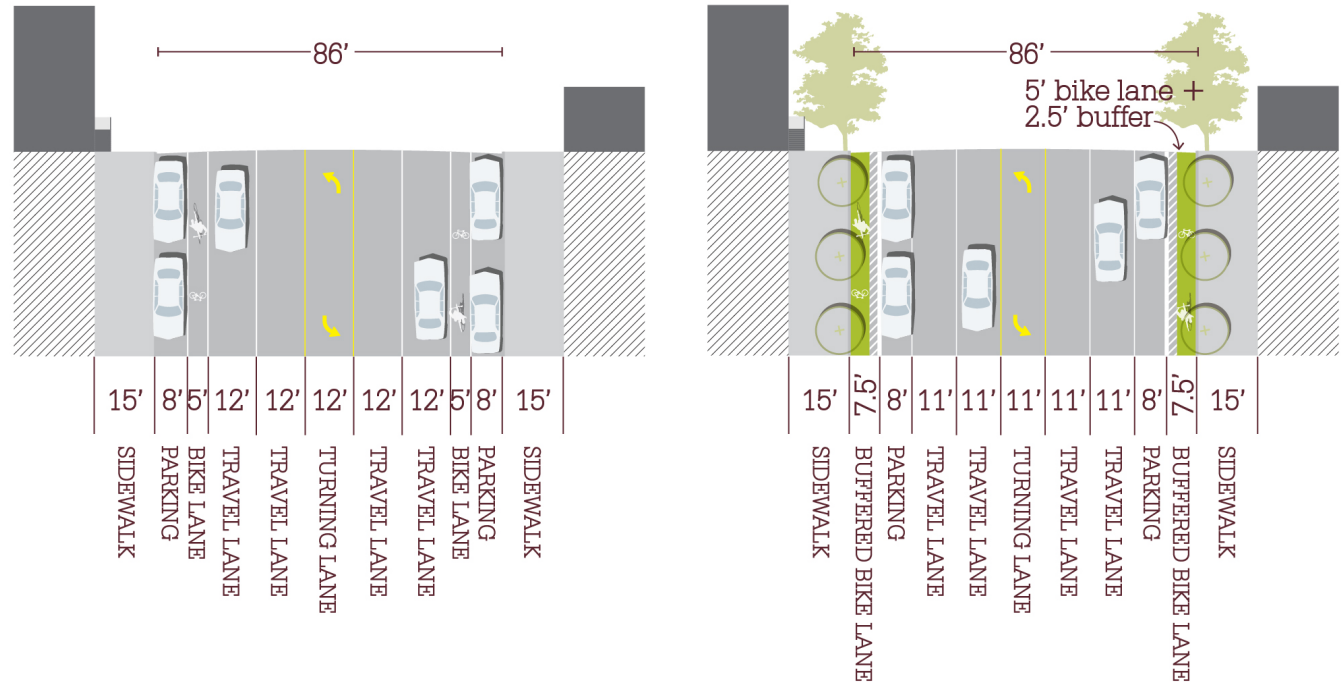 86’
15’ 8’ 5’ 12’ 12’ 12’ 12’ 12’ 5’ 8’ 15’
SIDEWALK
PARKING
BIKE LANE
TRAVEL LANE
TRAVEL LANE
TURNING LANE
TRAVEL LANE
TRAVEL LANE
BIKE LANE
PARKING
SIDEWALK
86’
5’ bike lane +
2.5’ buffer
15’ 7.5’ 8’ 11’ 11’ 11’ 11’ 11’ 8’ 7.5’ 15’
SIDEWALK
BUFFERED BIKE LANE
PARKING
TRAVEL LANE
TRAVEL LANE
TURNING LANE
TRAVEL LANE
TRAVEL LANE
PARKING
BUFFERED BIKE LANE
SIDEWALK